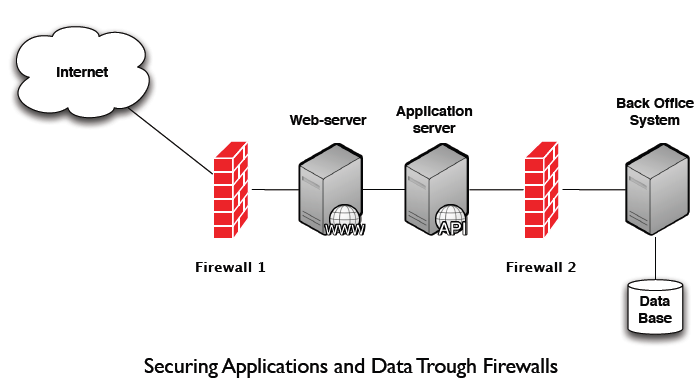 Internet
Web-server
Application
server
Back Office
System
WWW
API
Firewall 1
Firewall 2
Data
Base
Securing Applications and Data Trough Firewalls